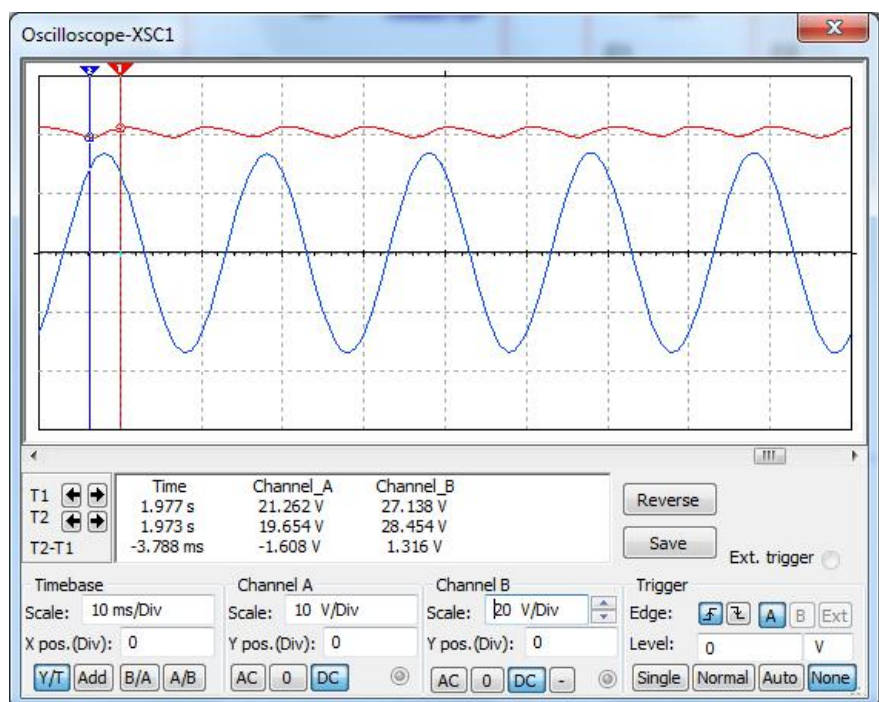 Oscilloscope-XSC1
2 1
T1 Time Channel_A Channel_B
1.977 s 21.262 V 27.138 V
T2 1.973 s 19.654 V 28.454 V
T2-T1 -3.788 ms -1.608 V 1.316 V
Reverse
Save
Ext. trigger
Timebase Channel A Channel B Trigger
Scale: 10 ms/Div Scale: 10 V/Div Scale: 20 V/Div Edge: A B Ext
X pos.(Div): 0 Y pos.(Div): 0 Y pos.(Div): 0 Level: 0 V
Y/T Add B/A A/B AC 0 DC AC 0 DC - Single Normal Auto None